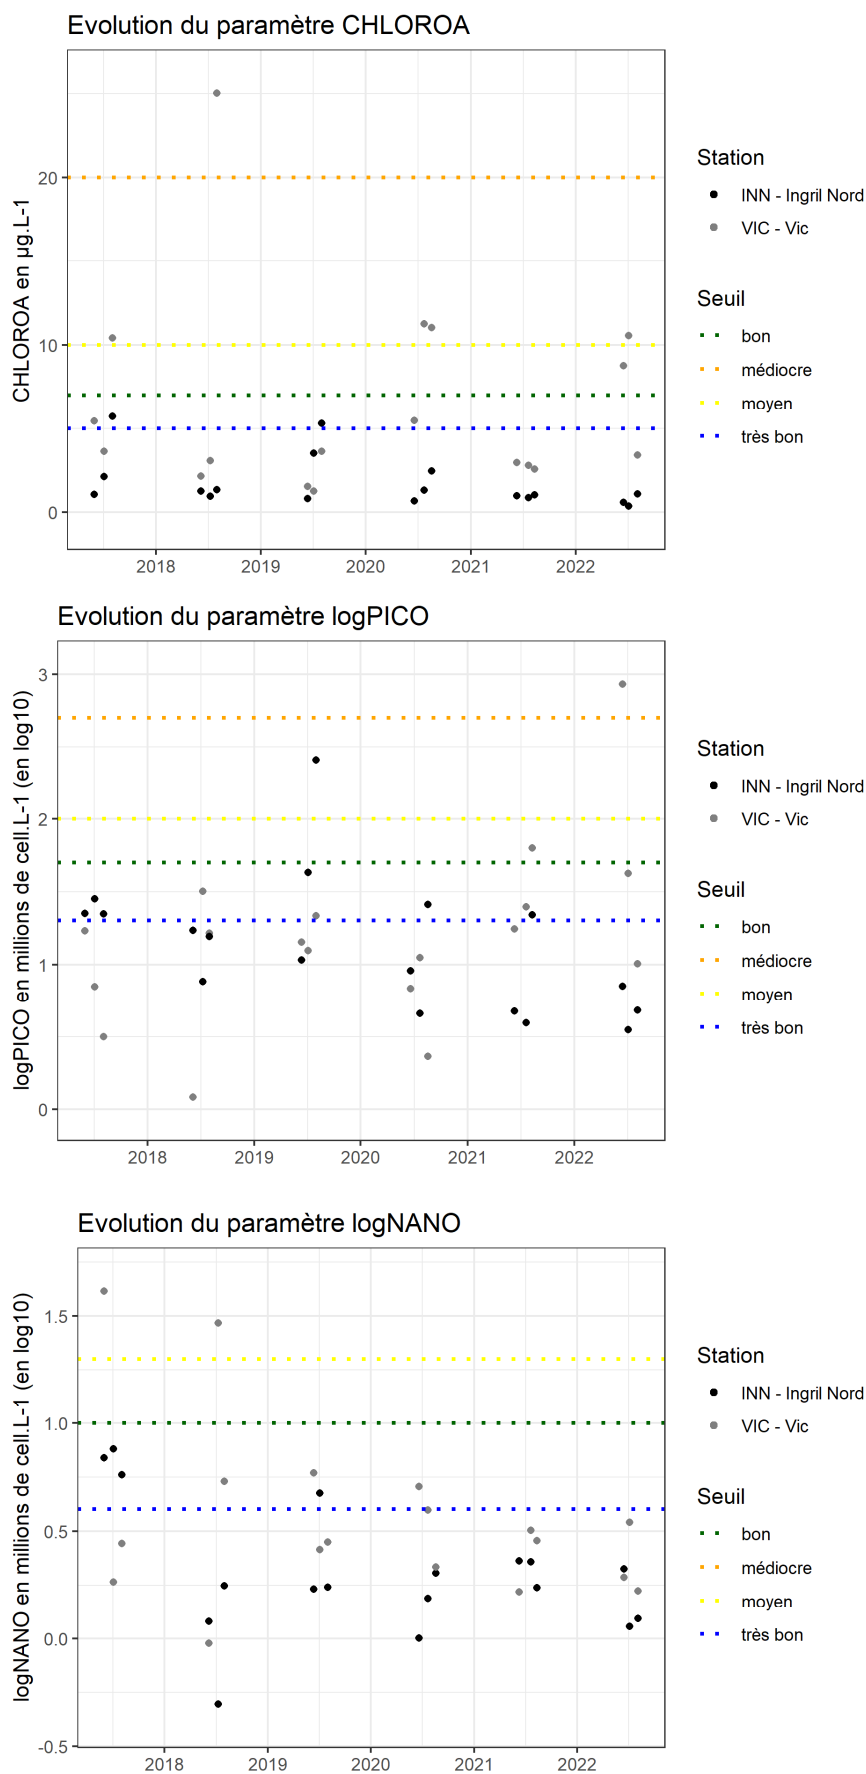 Evolution du paramètre CHLOROA
CHLOROA en µg.L-1
20
10
0
2018 2019 2020 2021 2022
Station
INN - Ingril Nord
VIC - Vic
Seuil
bon
médiocre
moyen
très bon
Evolution du paramètre logPICO
logPICO en millions de cell.L-1 (en log10)
3
2
1
0
2018 2019 2020 2021 2022
Station
INN - Ingril Nord
VIC - Vic
Seuil
bon
médiocre
moyen
très bon
Evolution du paramètre logNANO
logNANO en millions de cell.L-1 (en log10)
1.5
1.0
0.5
0.0
-0.5
2018 2019 2020 2021 2022
Station
INN - Ingril Nord
VIC - Vic
Seuil
bon
médiocre
moyen
très bon